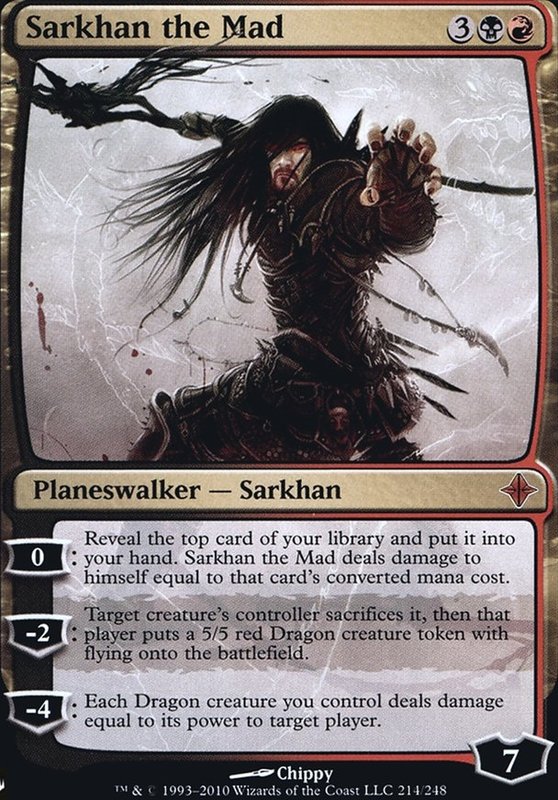 Sarkhan the Mad 3
Planeswalker — Sarkhan
0: Reveal the top card of your library and put it into
your hand. Sarkhan the Mad deals damage to
himself equal to that card's converted mana cost.
-2: Target creature's controller sacrifices it, then that
player puts a 5/5 red Dragon creature token with
flying onto the battlefield.
-4: Each Dragon creature you control deals damage
equal to its power to target player.
7
Chippy
™ & © 1993–2010 Wizards of the Coast LLC 214/248